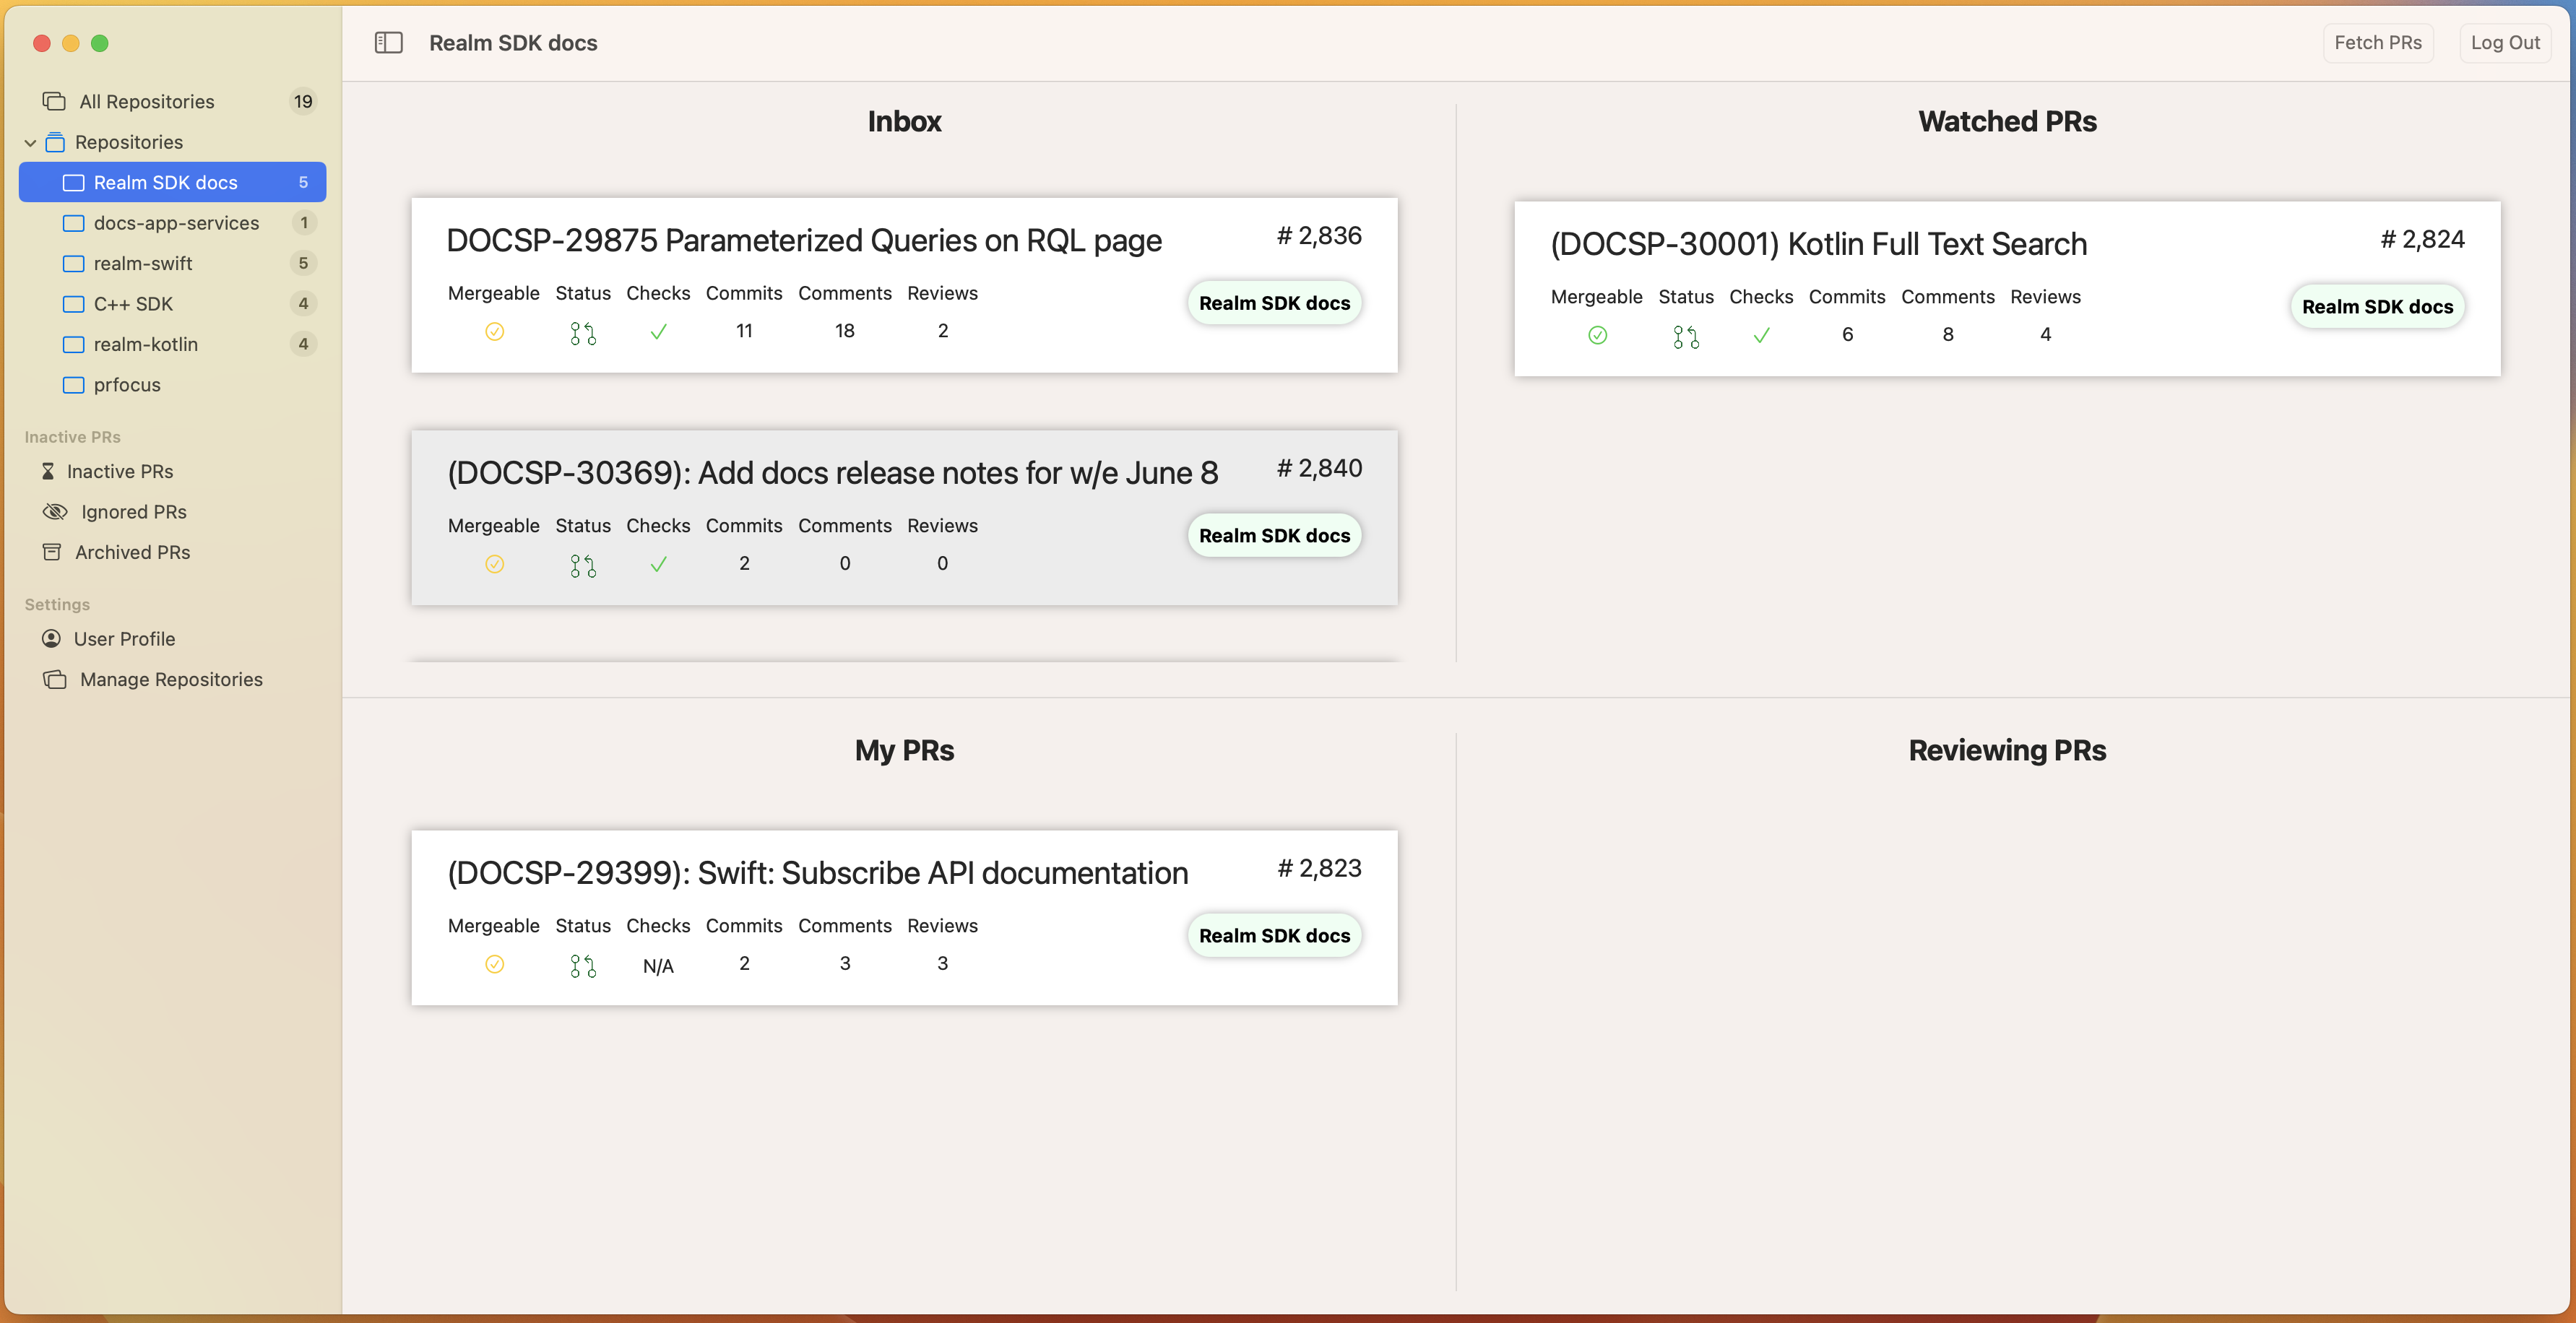 Realm SDK docs
Fetch PRs
Log Out
All Repositories 19
Repositories
Realm SDK docs 5
docs-app-services 1
realm-swift 5
C++ SDK 4
realm-kotlin 4
prfocus
Inactive PRs
Inactive PRs
Ignored PRs
Archived PRs
Settings
User Profile
Manage Repositories
Inbox
DOCSP-29875 Parameterized Queries on RQL page # 2,836
Mergeable Status Checks Commits Comments Reviews
Realm SDK docs
11 18 2
(DOCSP-30369): Add docs release notes for w/e June 8 # 2,840
Mergeable Status Checks Commits Comments Reviews
Realm SDK docs
2 0 0
Watched PRs
(DOCSP-30001) Kotlin Full Text Search # 2,824
Mergeable Status Checks Commits Comments Reviews
Realm SDK docs
6 8 4
My PRs
(DOCSP-29399): Swift: Subscribe API documentation # 2,823
Mergeable Status Checks Commits Comments Reviews
Realm SDK docs
N/A 2 3 3
Reviewing PRs